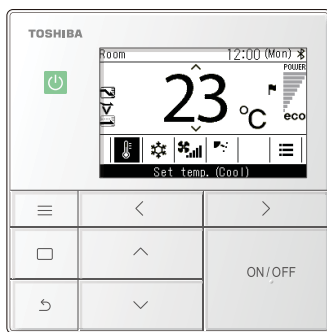 TOSHIBA
Room 12:00 (Mon)
POWER
23 °C
eco
Set temp. (Cool)
ON/OFF